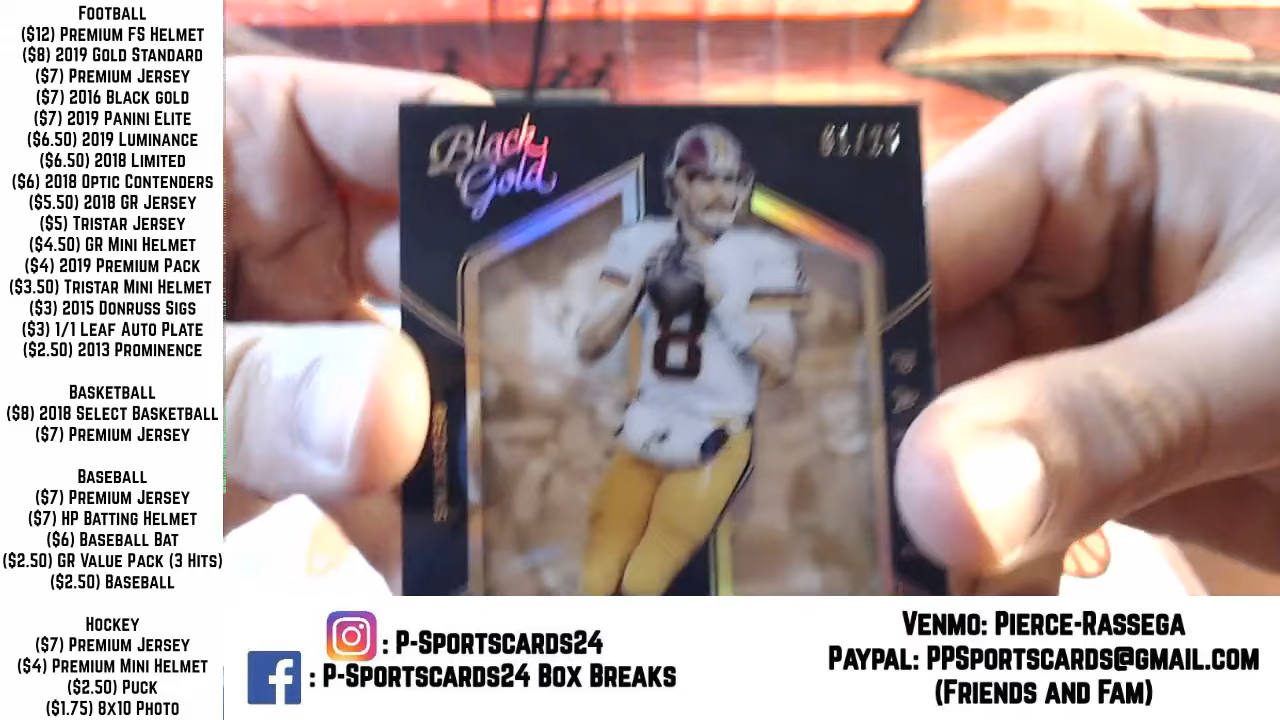 Football
($12) Premium FS Helmet
($8) 2019 Gold Standard
($7) Premium Jersey
($7) 2016 Black gold
($7) 2019 Panini Elite
($6.50) 2019 Luminance
($6.50) 2018 Limited
($6) 2018 Optic Contenders
($5.50) 2018 GR Jersey
($5) Tristar Jersey
($4.50) GR Mini Helmet
($4) 2019 Premium Pack
($3.50) Tristar Mini Helmet
($3) 2015 Donruss Sigs
($3) 1/1 Leaf Auto Plate
($2.50) 2013 Prominence
Basketball
($8) 2018 Select Basketball
($7) Premium Jersey
Baseball
($7) Premium Jersey
($7) HP Batting Helmet
($6) Baseball Bat
($2.50) GR Value Pack (3 Hits)
($2.50) Baseball
Hockey
($7) Premium Jersey
($4) Premium Mini Helmet
($2.50) Puck
($1.75) 8x10 Photo
Black
Gold
8
: P-Sportscards24
: P-Sportscards24 Box Breaks
Venmo: Pierce-Rassega
PayPal: PPSportscards@gmail.com
(Friends and Fam)